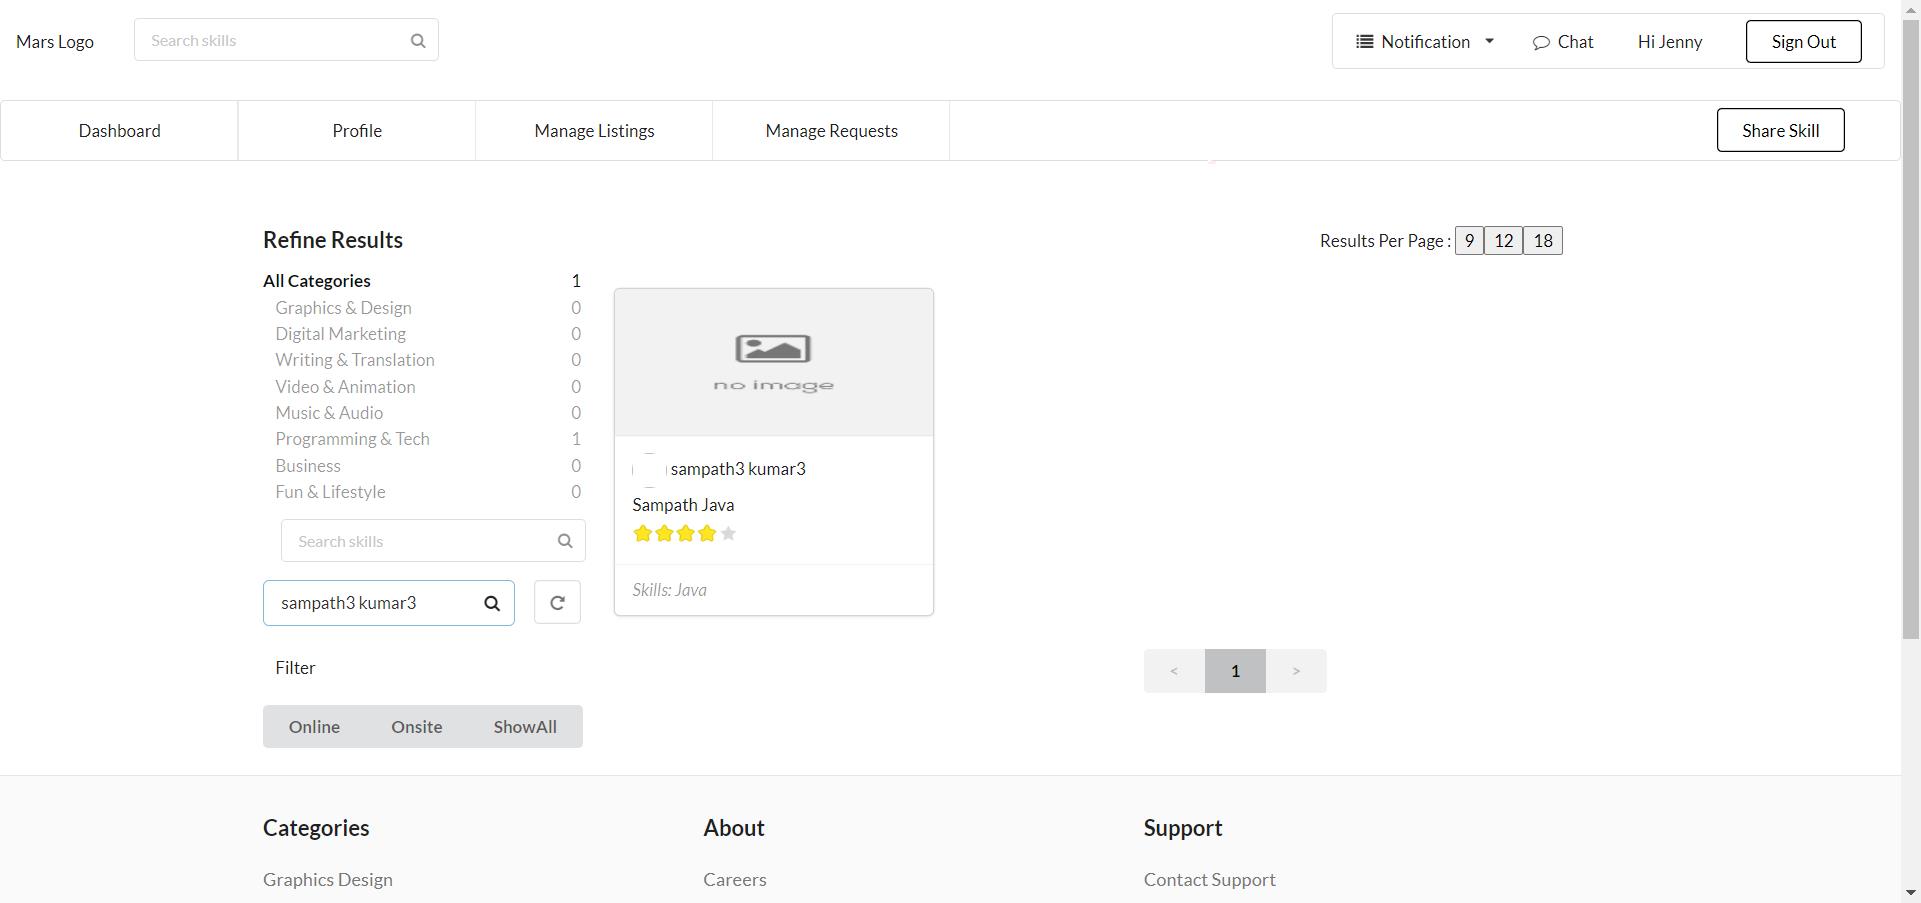 Mars Logo
Search skills
Notification
Chat
Hi Jenny
Sign Out
Dashboard
Profile
Manage Listings
Manage Requests
Share Skill
Refine Results
Results Per Page : 9 12 18
All Categories 1
Graphics & Design 0
Digital Marketing 0
Writing & Translation 0
Video & Animation 0
Music & Audio 0
Programming & Tech 1
Business 0
Fun & Lifestyle 0
Search skills
sampath3 kumar3
Filter
Online Onsite ShowAll
no image
sampath3 kumar3
Sampath Java
Skills: Java
< 1 >
Categories
Graphics Design
About
Careers
Support
Contact Support